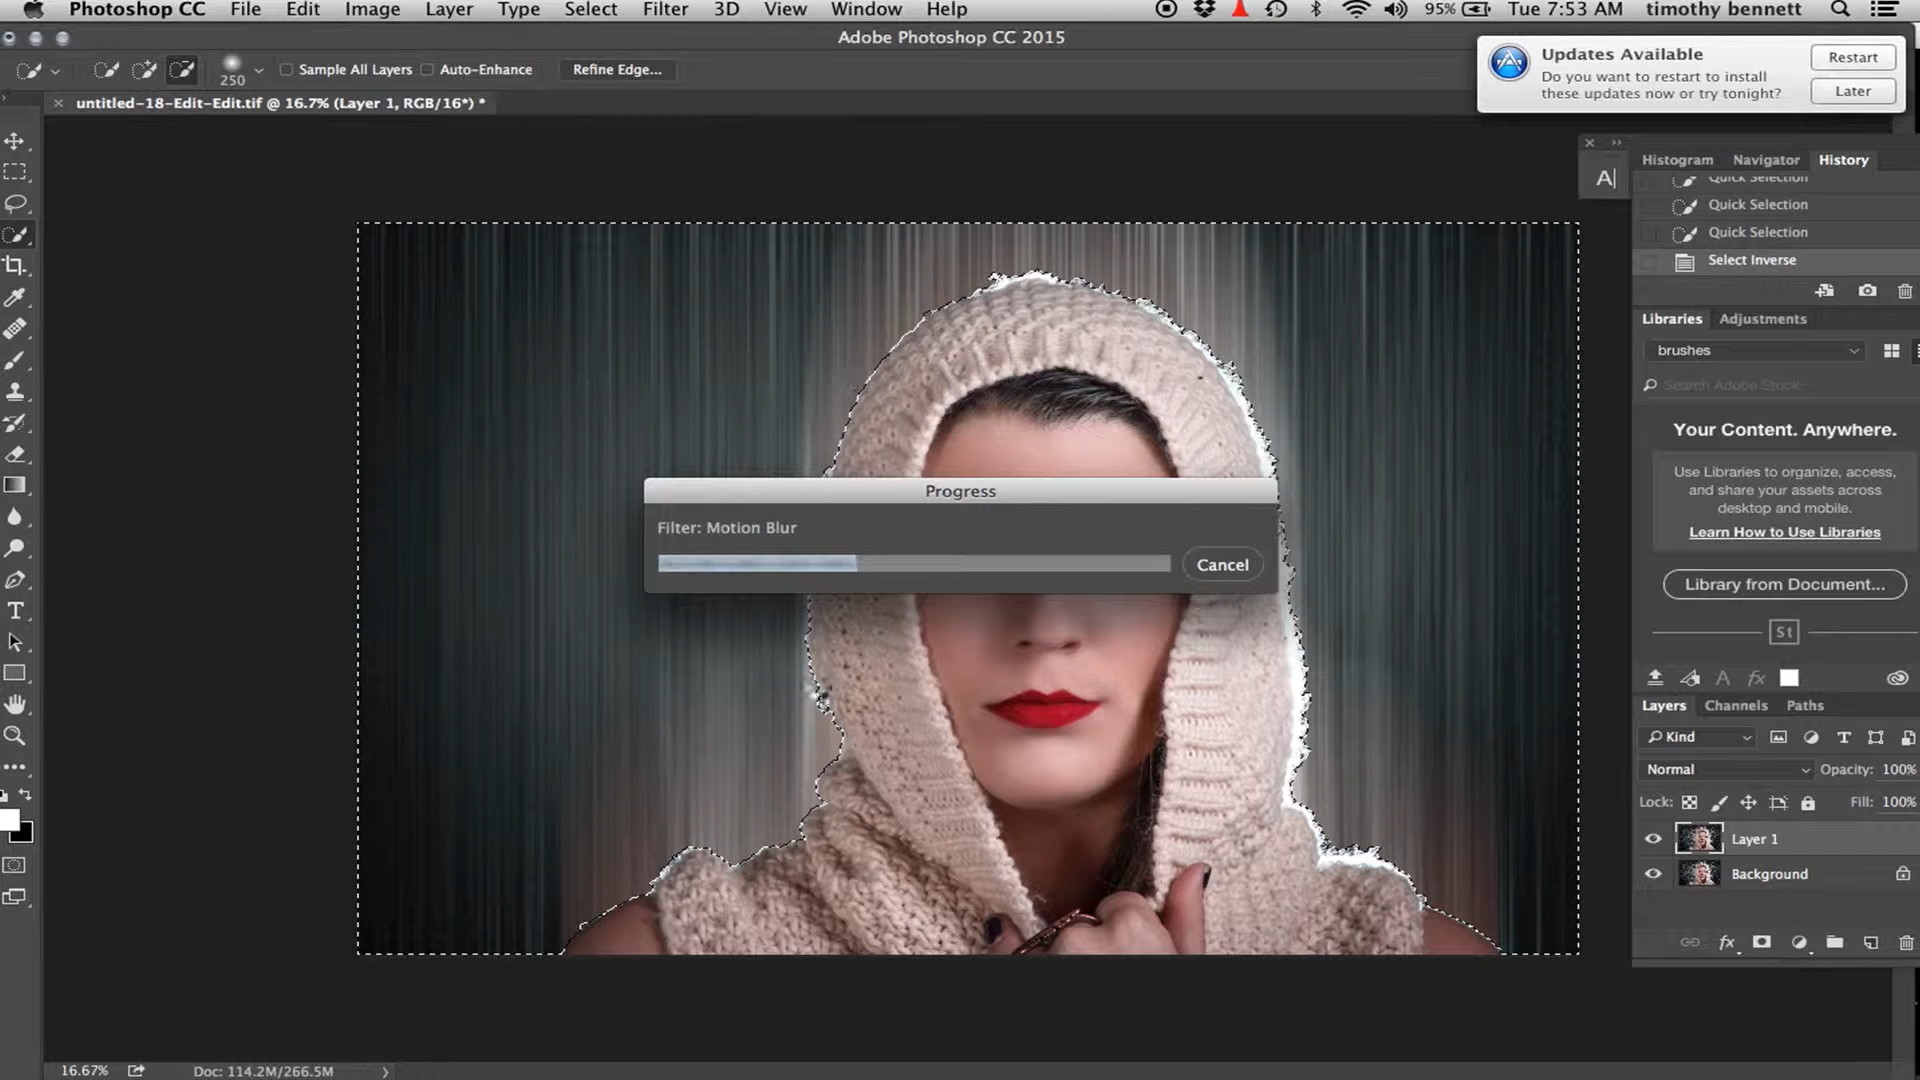 Photoshop CC File Edit Image Layer Type Select Filter 3D View Window Help 95% Tue 7:53 AM timothy bennett
Adobe Photoshop CC 2015
250 Sample All Layers Auto-Enhance Refine Edge...
Updates Available
Do you want to restart to install
these updates now or try tonight?
Restart
Later
untitled-18-Edit-Edit.tif @ 16.7% (Layer 1, RGB/16*) *
Histogram Navigator History
Quick Selection
Quick Selection
Quick Selection
Select Inverse
Libraries Adjustments
brushes
Search Adobe Stock
Your Content. Anywhere.
Use Libraries to organize, access,
and share your assets across
desktop and mobile.
Learn How to Use Libraries
Library from Document...
St
Progress
Filter: Motion Blur
Cancel
Layers Channels Paths
Kind
Normal Opacity: 100%
Lock: Fill: 100%
Layer 1
Background
16.67% Doc: 114.2M/266.5M